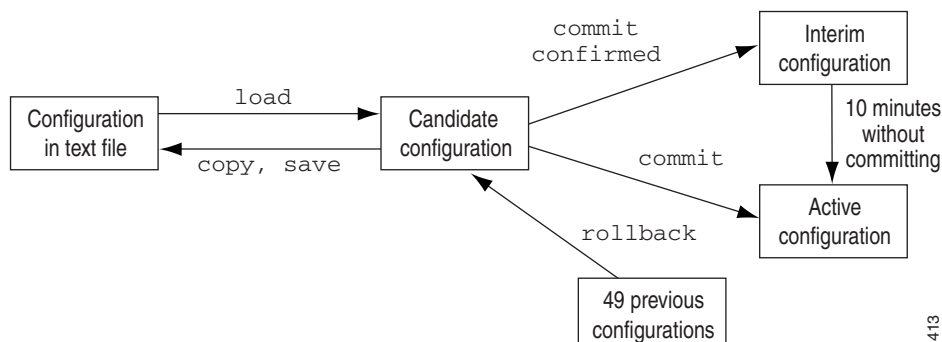 commit
confirmed
Interim
configuration
load
Configuration
in text file
Candidate
configuration
10 minutes
without
committing
copy, save
commit
Active
configuration
rollback
49 previous
configurations
413